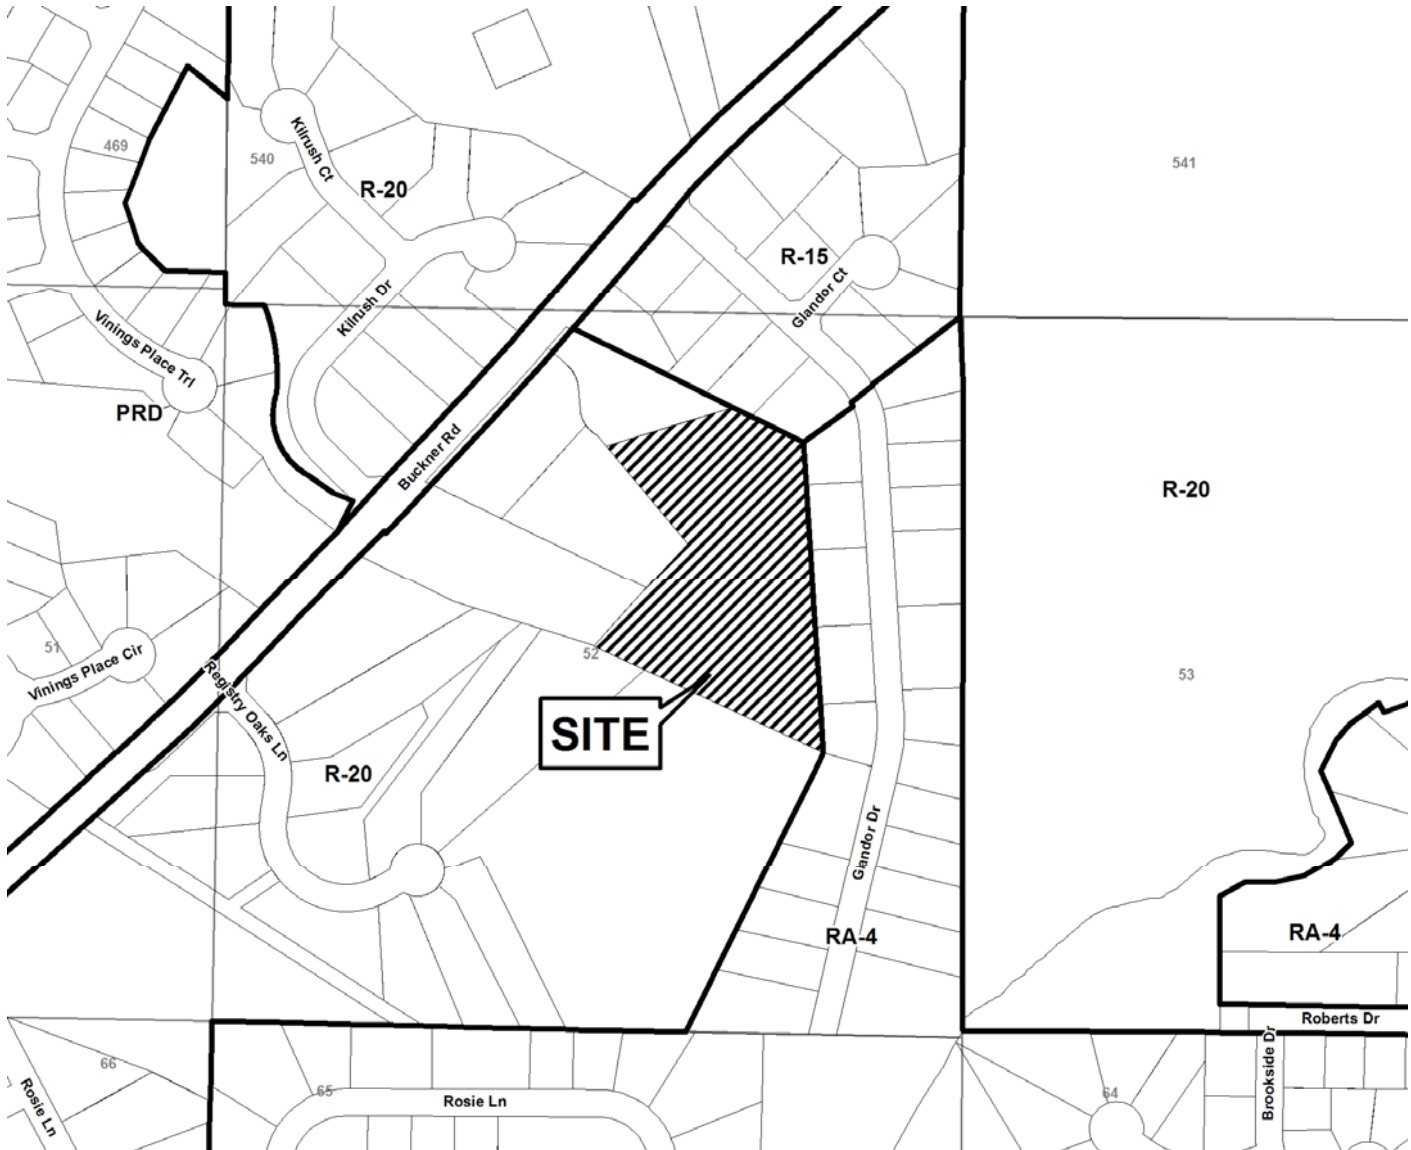 469
540
Kilrush Ct
R-20
541
R-15
Glandor Ct
Kilrush Dr
Vinings Place Trl
PRD
Buckner Rd
R-20
51
Vinings Place Cir
52
53
Registry Oaks Ln
SITE
R-20
Glandor Dr
RA-4
RA-4
Roberts Dr
66
65
Rosie Ln
Rosie Ln
64
Brookside Dr